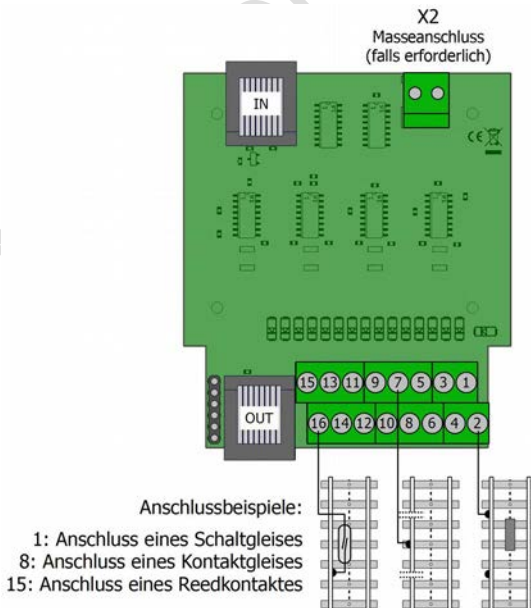 X2
Masseanschluss
(falls erforderlich)
IN
CE
15 13 11 9 7 5 3 1
OUT
16 14 12 10 8 6 4 2
Anschlussbeispiele:
1: Anschluss eines Schaltgleises
8: Anschluss eines Kontaktgleises
15: Anschluss eines Reedkontaktes